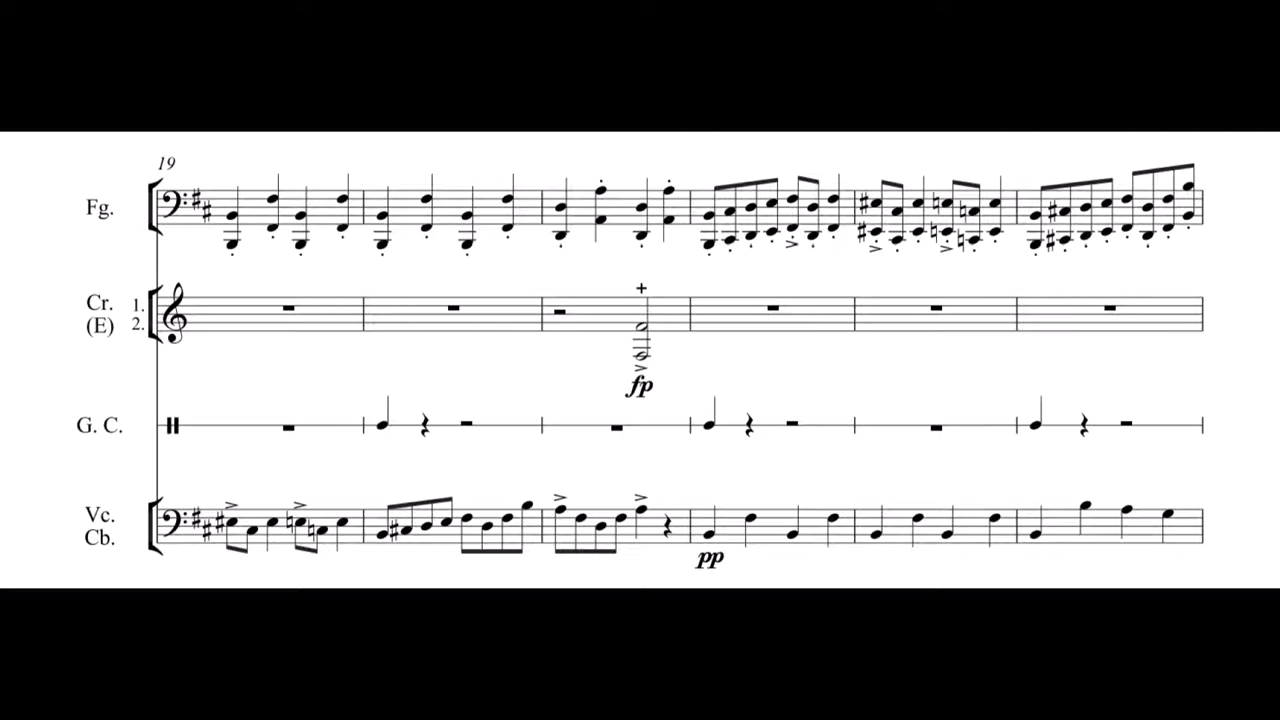 19
Fg.
Cr. 1.
(E) 2.
+
fp
G. C.
Vc.
Cb.
pp